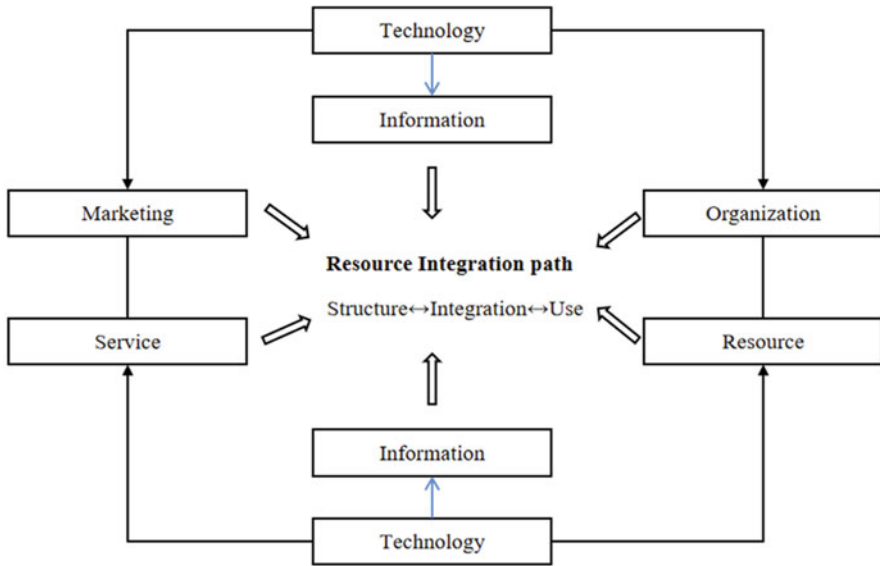 Technology
Information
Marketing
Organization
Resource Integration path
Structure↔Integration↔Use
Service
Resource
Information
Technology